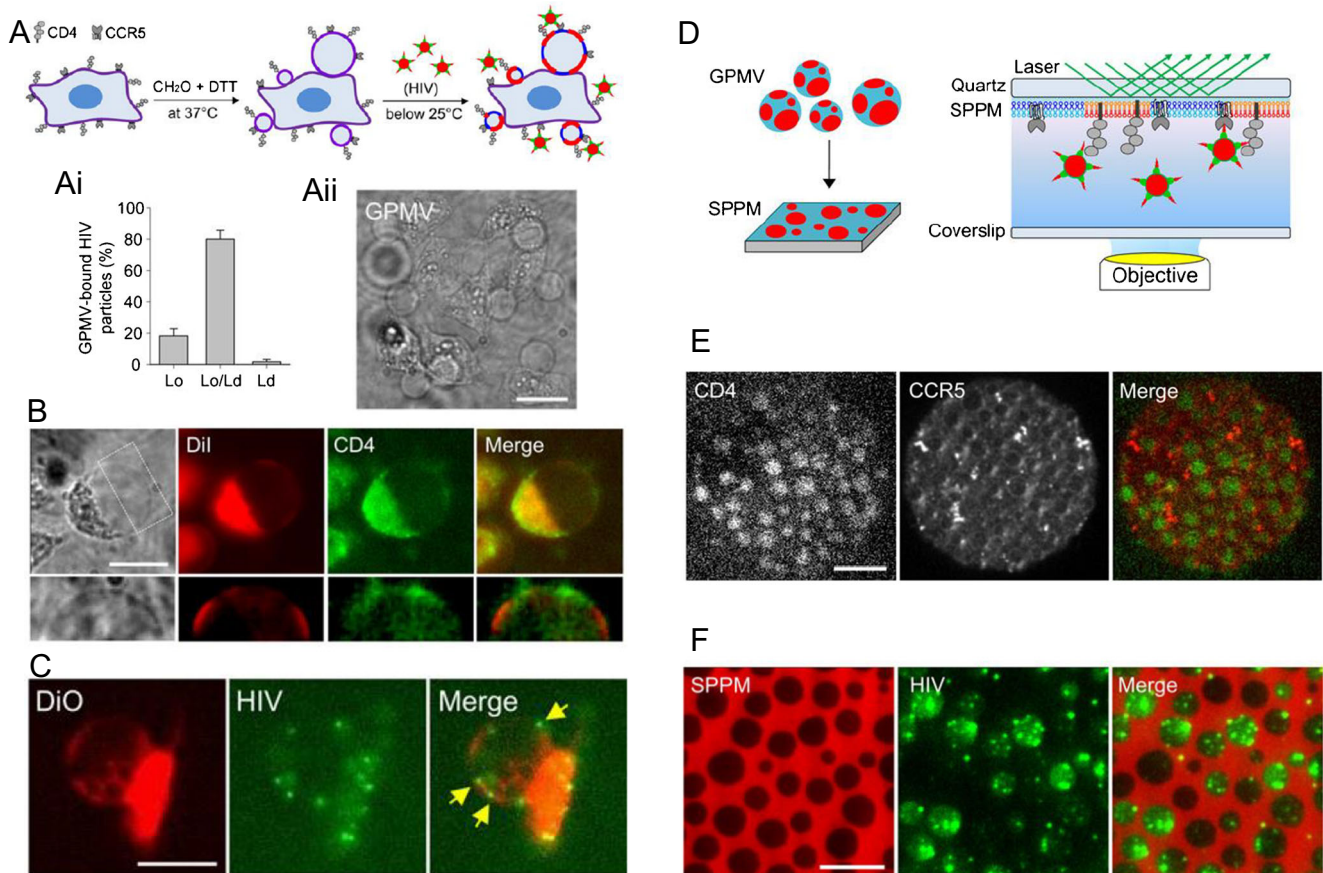 A
CD4 CCR5
CH₂O + DTT
at 37°C
(HIV)
below 25°C
Ai
GPMV-bound HIV
particles (%)
100
80
60
40
20
0
Lo Lo/Ld Ld
Aii
GPMV
B
DiI CD4 Merge
C
DiO HIV Merge
D
GPMV
SPPM
Laser
Quartz
SPPM
Coverslip
Objective
E
CD4 CCR5 Merge
F
SPPM HIV Merge